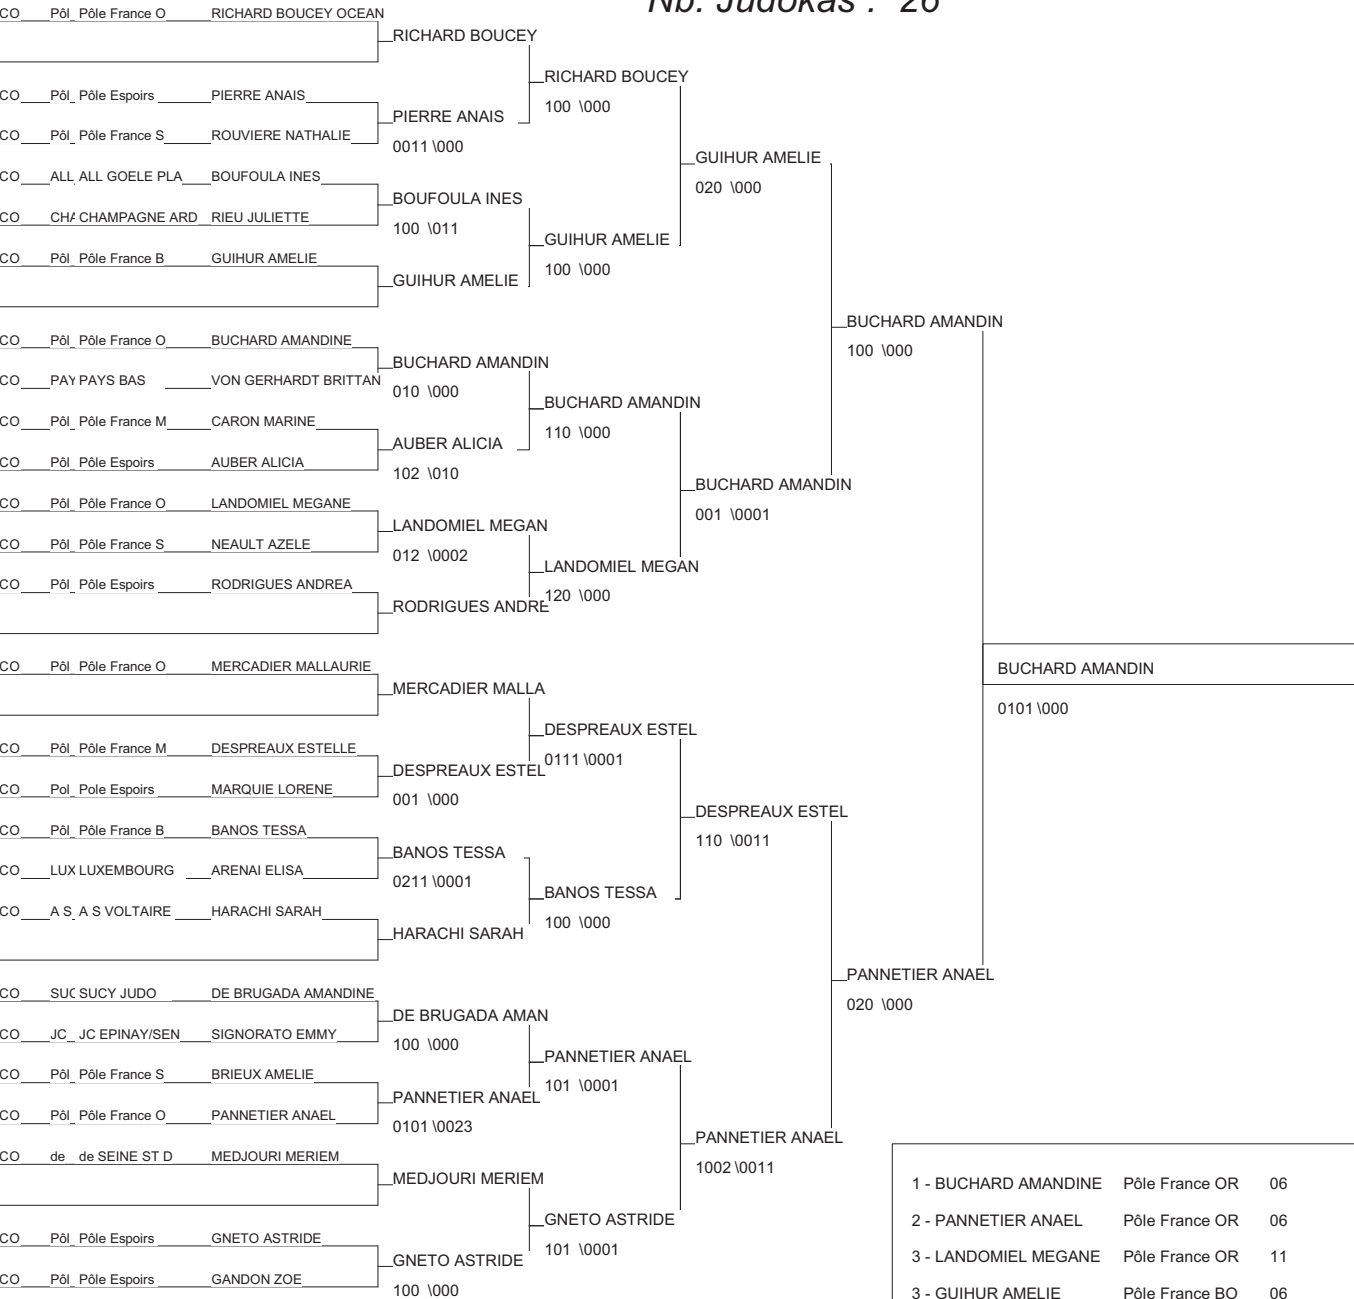 Nb. Judokas : 26
CO Pôl Pôle France O RICHARD BOUCEY OCEAN
RICHARD BOUCEY
RICHARD BOUCEY
100 \000
CO Pôl Pôle Espoirs PIERRE ANAIS
PIERRE ANAIS
0011 \000
CO Pôl Pôle France S ROUVIERE NATHALIE
GUIHUR AMELIE
020 \000
CO ALL ALL GOELE PLA BOUFOULA INES
BOUFOULA INES
100 \011
CO CHA CHAMPAGNE ARD RIEU JULIETTE
GUIHUR AMELIE
100 \000
CO Pôl Pôle France B GUIHUR AMELIE
GUIHUR AMELIE
BUCHARD AMANDIN
100 \000
CO Pôl Pôle France O BUCHARD AMANDINE
BUCHARD AMANDIN
010 \000
CO PAY PAYS BAS VON GERHARDT BRITTAN
BUCHARD AMANDIN
110 \000
CO Pôl Pôle France M CARON MARINE
AUBER ALICIA
102 \010
CO Pôl Pôle Espoirs AUBER ALICIA
BUCHARD AMANDIN
001 \0001
CO Pôl Pôle France O LANDOMIEL MEGANE
LANDOMIEL MEGAN
012 \0002
CO Pôl Pôle France S NEAULT AZELE
LANDOMIEL MEGAN
120 \000
CO Pôl Pôle Espoirs RODRIGUES ANDREA
RODRIGUES ANDRE
BUCHARD AMANDIN
0101 \000
CO Pôl Pôle France O MERCADIER MALLAURIE
MERCADIER MALLA
DESPREAUX ESTEL
0111 \0001
CO Pôl Pôle France M DESPREAUX ESTELLE
DESPREAUX ESTEL
001 \000
CO Pol Pole Espoirs MARQUIE LORENE
DESPREAUX ESTEL
110 \0011
CO Pôl Pôle France B BANOS TESSA
BANOS TESSA
0211 \0001
CO LUX LUXEMBOURG ARENAI ELISA
BANOS TESSA
100 \000
CO A S A S VOLTAIRE HARACHI SARAH
HARACHI SARAH
PANNETIER ANAEL
020 \000
CO SUC SUCY JUDO DE BRUGADA AMANDINE
DE BRUGADA AMAN
100 \000
CO JC JC EPINAY/SEN SIGNORATO EMMY
PANNETIER ANAEL
101 \0001
CO Pôl Pôle France S BRIEUX AMELIE
PANNETIER ANAEL
0101 \0023
CO Pôl Pôle France O PANNETIER ANAEL
PANNETIER ANAEL
1002 \0011
CO de de SEINE ST D MEDJOURI MERIEM
MEDJOURI MERIEM
GNETO ASTRIDE
101 \0001
CO Pôl Pôle Espoirs GNETO ASTRIDE
GNETO ASTRIDE
100 \000
CO Pôl Pôle Espoirs GANDON ZOE
1 - BUCHARD AMANDINE Pôle France OR 06
2 - PANNETIER ANAEL Pôle France OR 06
3 - LANDOMIEL MEGANE Pôle France OR 11
3 - GUIHUR AMELIE Pôle France BO 06